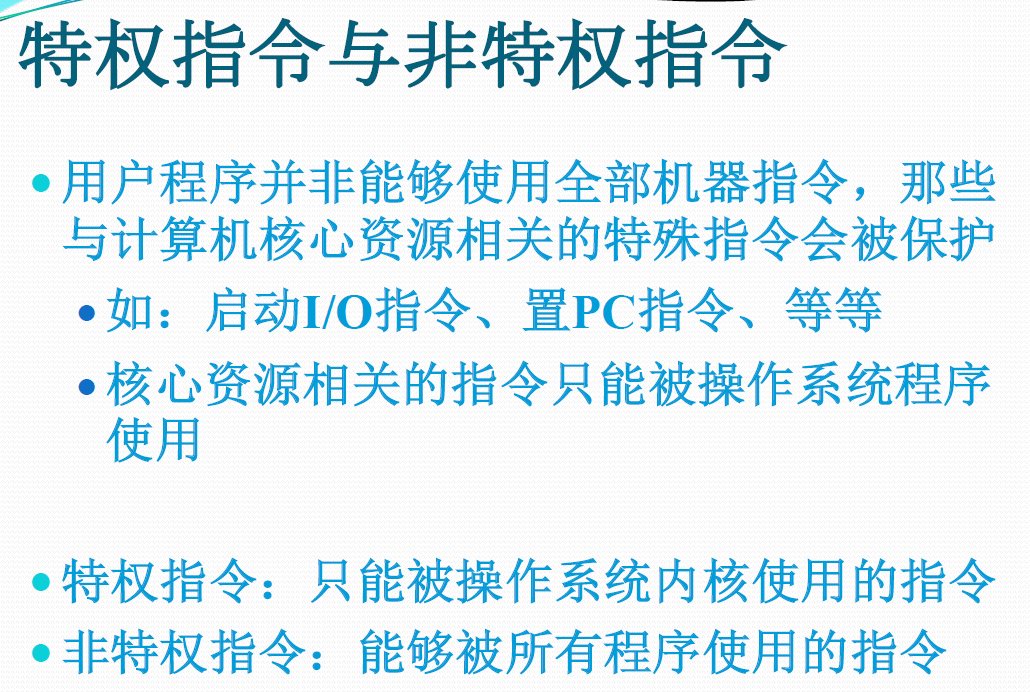 特权指令与非特权指令
用户程序并非能够使用全部机器指令，那些
与计算机核心资源相关的特殊指令会被保护
如：启动I/O指令、置PC指令、等等
核心资源相关的指令只能被操作系统程序
使用
特权指令：只能被操作系统内核使用的指令
非特权指令：能够被所有程序使用的指令